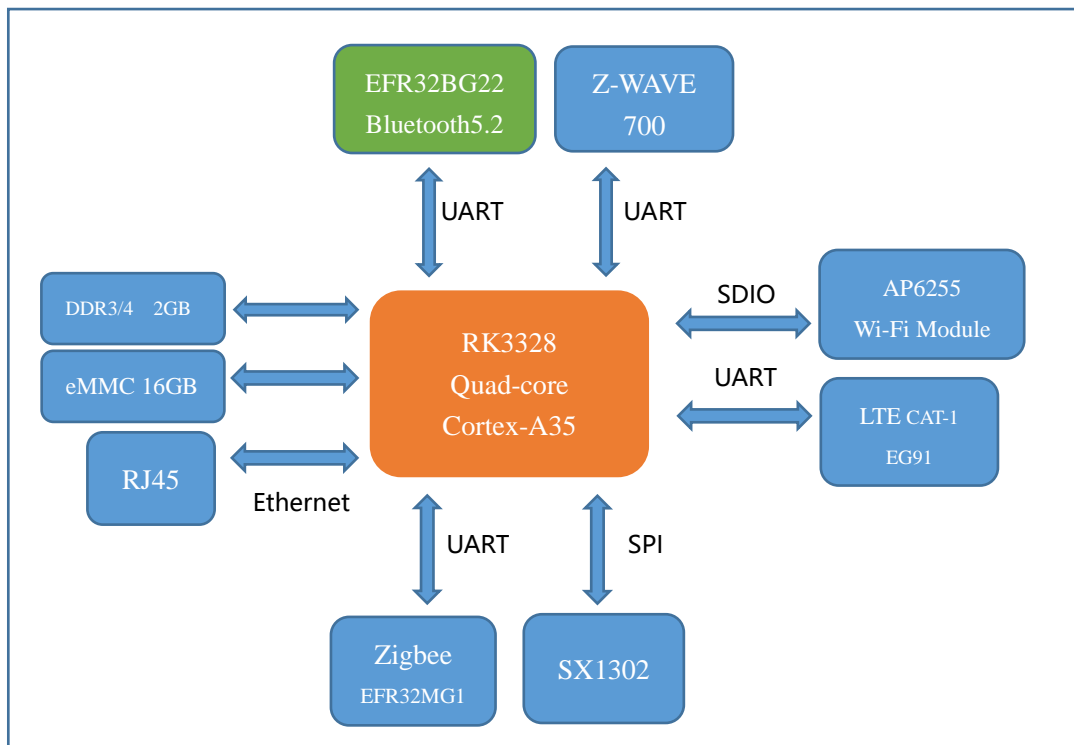 EFR32BG22
Bluetooth5.2
Z-WAVE
700
UART
UART
DDR3/4 2GB
eMMC 16GB
RJ45
Ethernet
RK3328
Quad-core
Cortex-A35
SDIO
AP6255
Wi-Fi Module
UART
LTE CAT-1
EG91
UART
SPI
Zigbee
EFR32MG1
SX1302